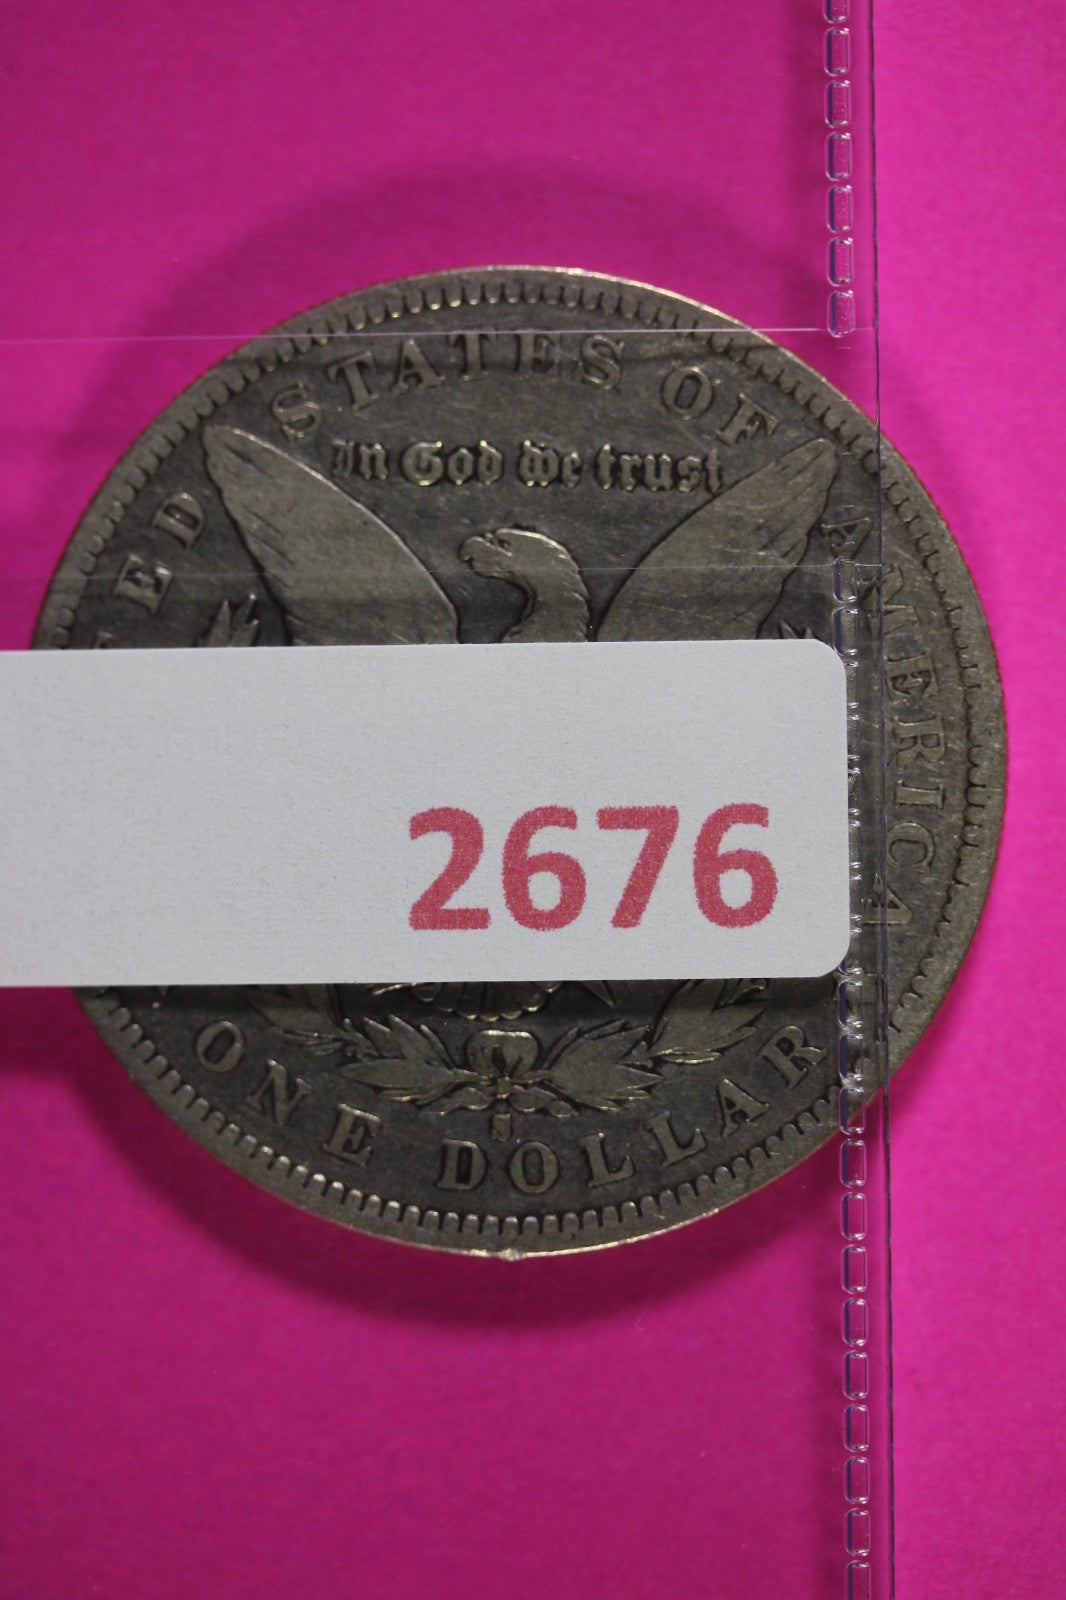 ED STATES OF AMERICA
In God we trust
2676
S
ONE DOLLAR